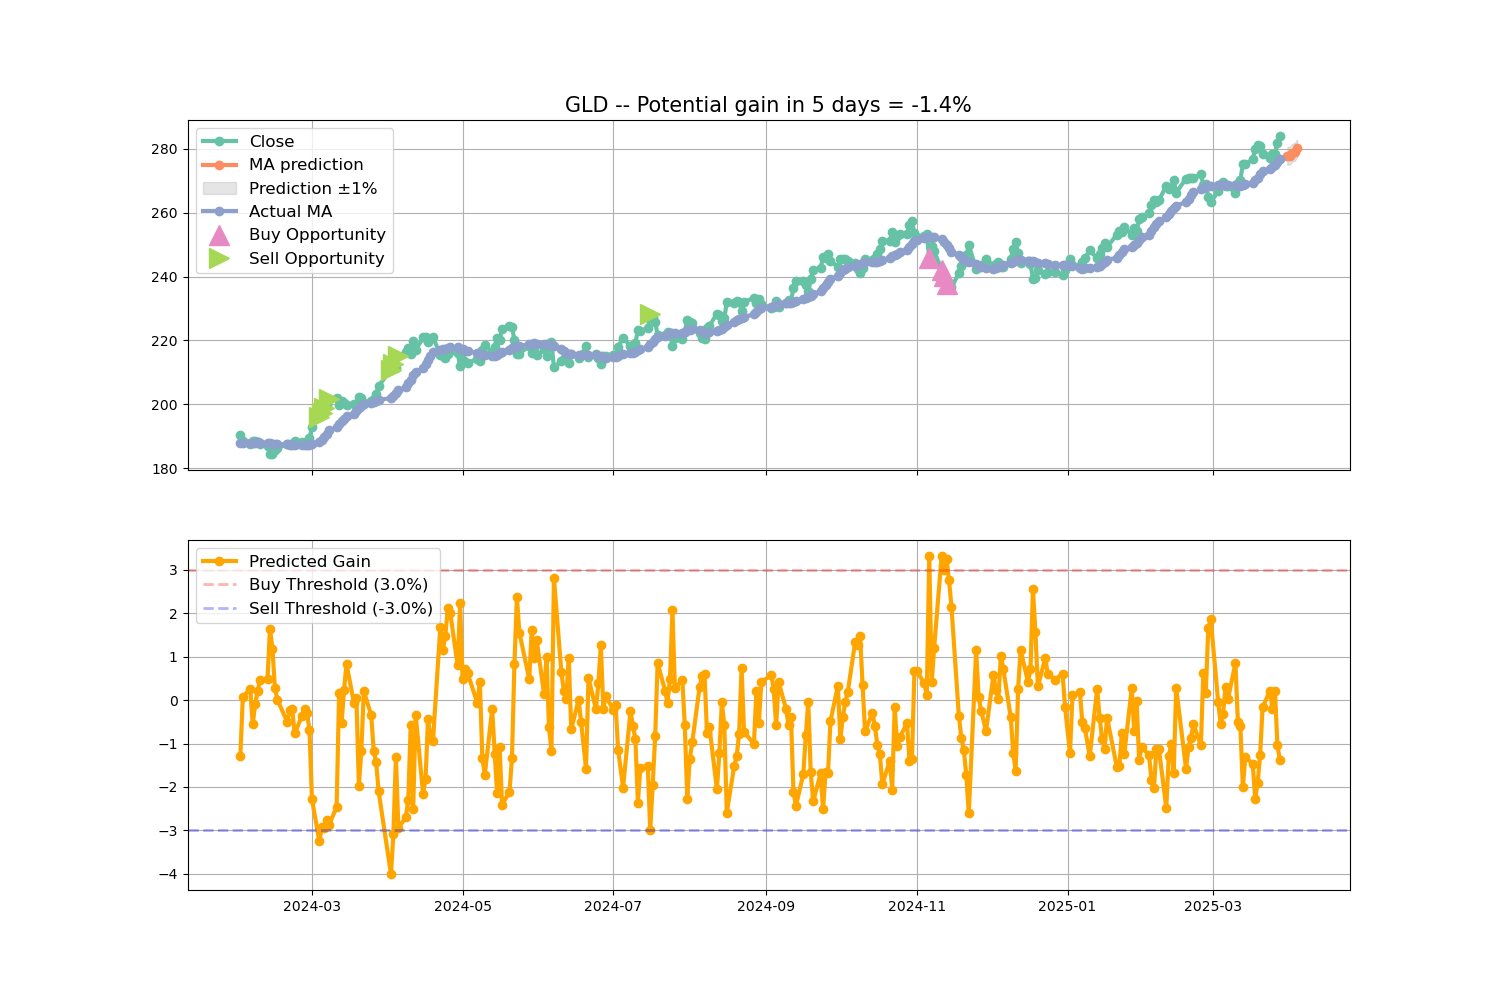 GLD -- Potential gain in 5 days = -1.4%
Close
MA prediction
Prediction ±1%
Actual MA
Buy Opportunity
Sell Opportunity
280
260
240
220
200
180
Predicted Gain
Buy Threshold (3.0%)
Sell Threshold (-3.0%)
3
2
1
0
−1
−2
−3
−4
2024-03 2024-05 2024-07 2024-09 2024-11 2025-01 2025-03